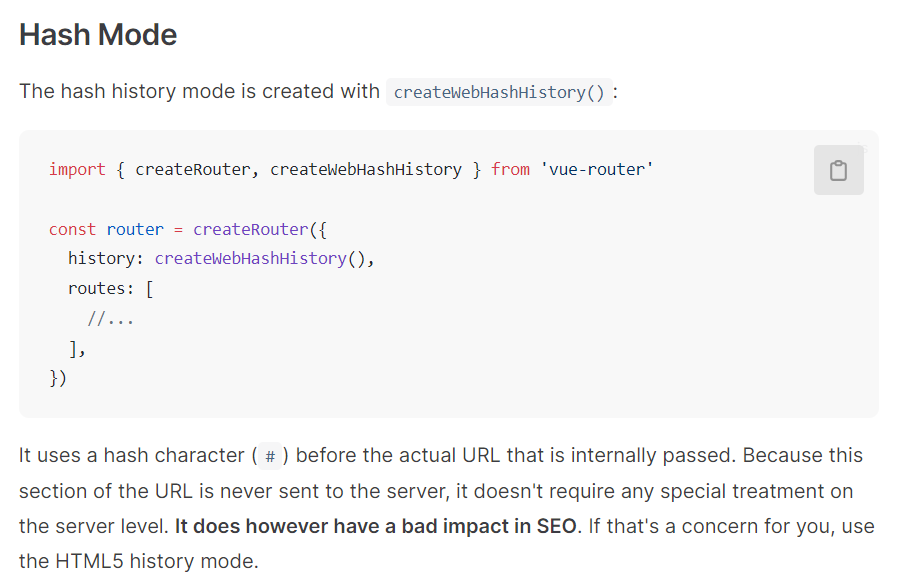 Hash Mode
The hash history mode is created with createWebHashHistory():
import { createRouter, createWebHashHistory } from 'vue-router'
const router = createRouter({
  history: createWebHashHistory(),
  routes: [
    //...
  ],
})
It uses a hash character (#) before the actual URL that is internally passed. Because this
section of the URL is never sent to the server, it doesn't require any special treatment on
the server level. It does however have a bad impact in SEO. If that's a concern for you, use
the HTML5 history mode.